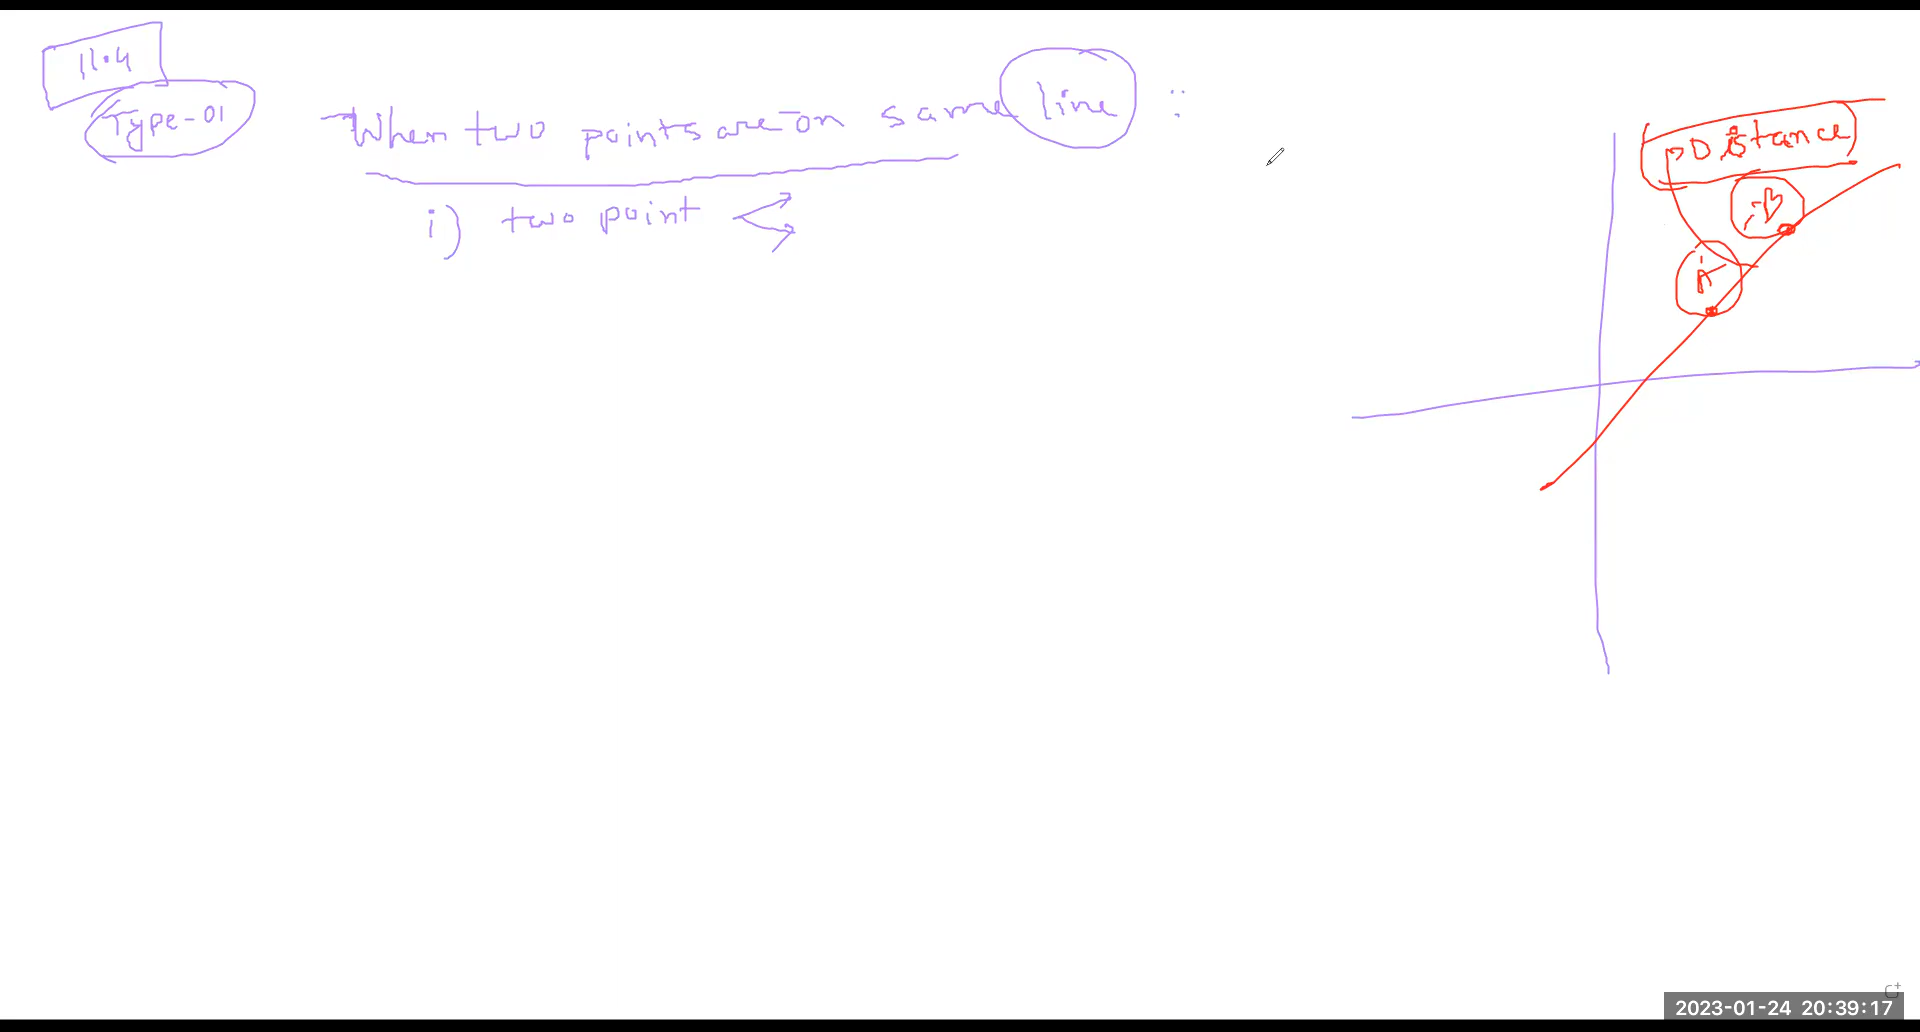 11.4
Type-01
When two points are on same line :
i) two point
Distance
B
A
2023-01-24 20:39:17